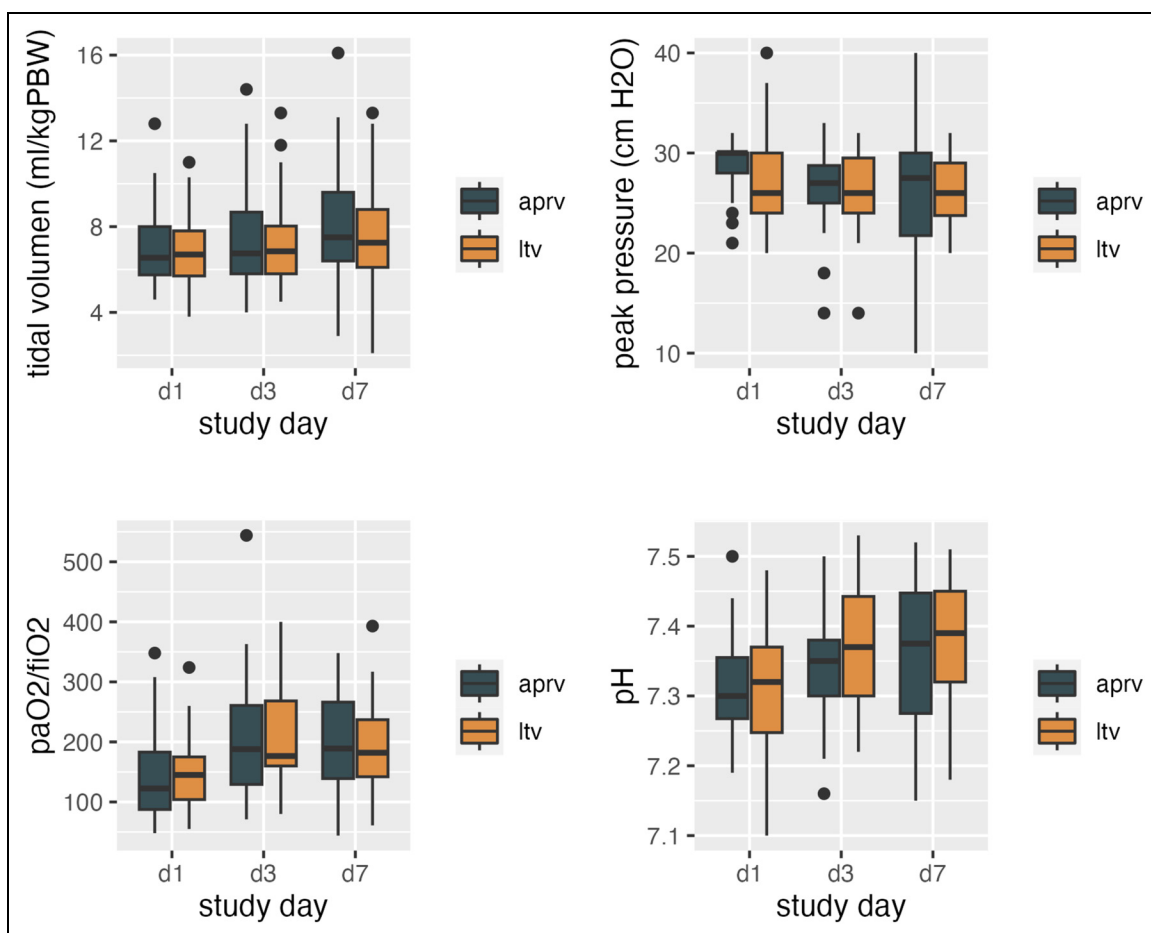 tidal volumen (ml/kgPBW)
16
12
8
4
d1 d3 d7
study day
aprv
ltv
peak pressure (cm H2O)
40
30
20
10
d1 d3 d7
study day
aprv
ltv
paO2/fiO2
500
400
300
200
100
d1 d3 d7
study day
aprv
ltv
pH
7.5
7.4
7.3
7.2
7.1
d1 d3 d7
study day
aprv
ltv